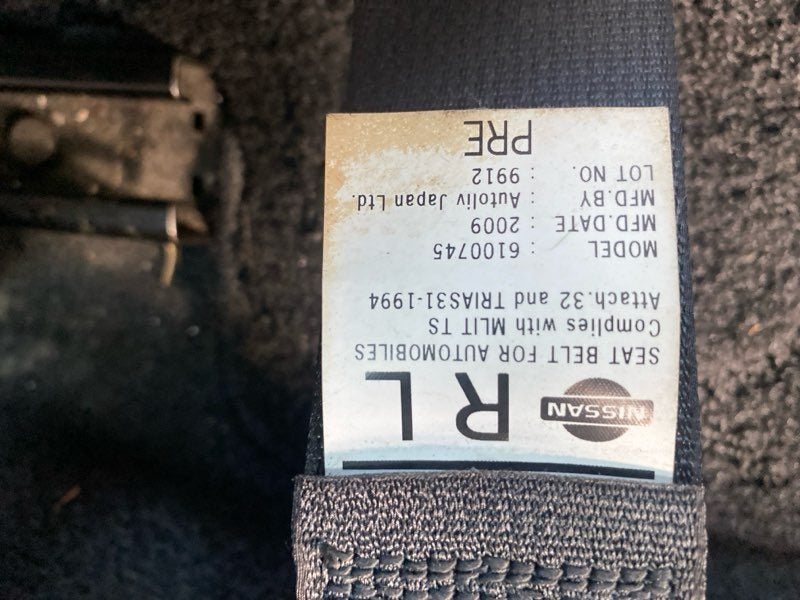 NISSAN
R L
SEAT BELT FOR AUTOMOBILES
Complies with MLIT TS
Attach.32 and TRIAS31-1994
MODEL : 6100745
MFD.DATE : 2009
MFD.BY : Autoliv Japan Ltd.
LOT NO. : 9912
PRE